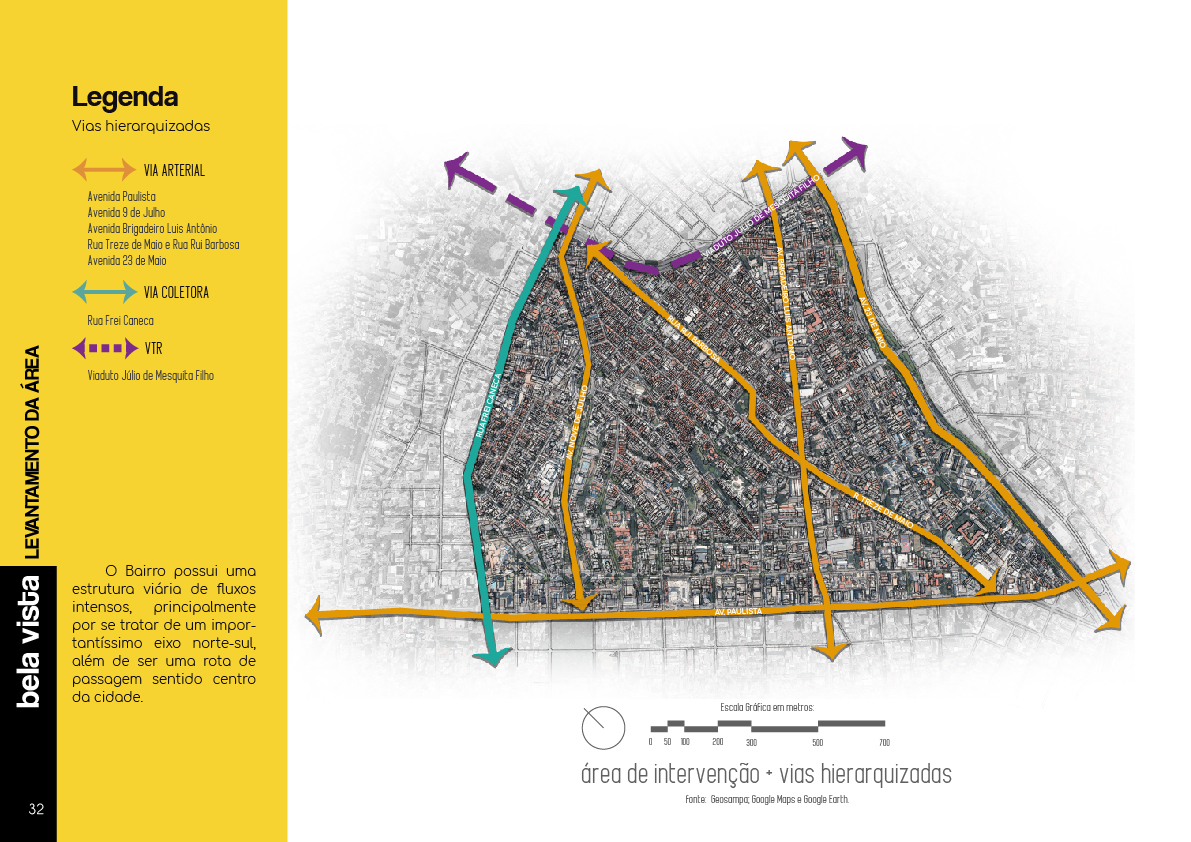 Legenda
Vias hierarquizadas
VIA ARTERIAL
Avenida Paulista
Avenida 9 de Julho
Avenida Brigadeiro Luis Antônio
Rua Treze de Maio e Rua Rui Barbosa
Avenida 23 de Maio
VIA COLETORA
Rua Frei Caneca
VTR
Viaduto Júlio de Mesquita Filho
bela vista LEVANTAMENTO DA ÁREA
O Bairro possui uma
estrutura viária de fluxos
intensos, principalmente
por se tratar de um impor-
tantíssimo eixo norte-sul,
além de ser uma rota de
passagem sentido centro
da cidade.
32
VIADUTO JÚLIO DE MESQUITA FILHO
RUA FREI CANECA
AV. NOVE DE JULHO
RUA RUI BARBOSA
AV. BRIGADEIRO LUIS ANTONIO
AV. 23 DE MAIO
R. TREZE DE MAIO
AV. PAULISTA
Escala Gráfica em metros:
0 50 100 200 300 500 700
área de intervenção + vias hierarquizadas
Fonte: Geosampa; Google Maps e Google Earth.